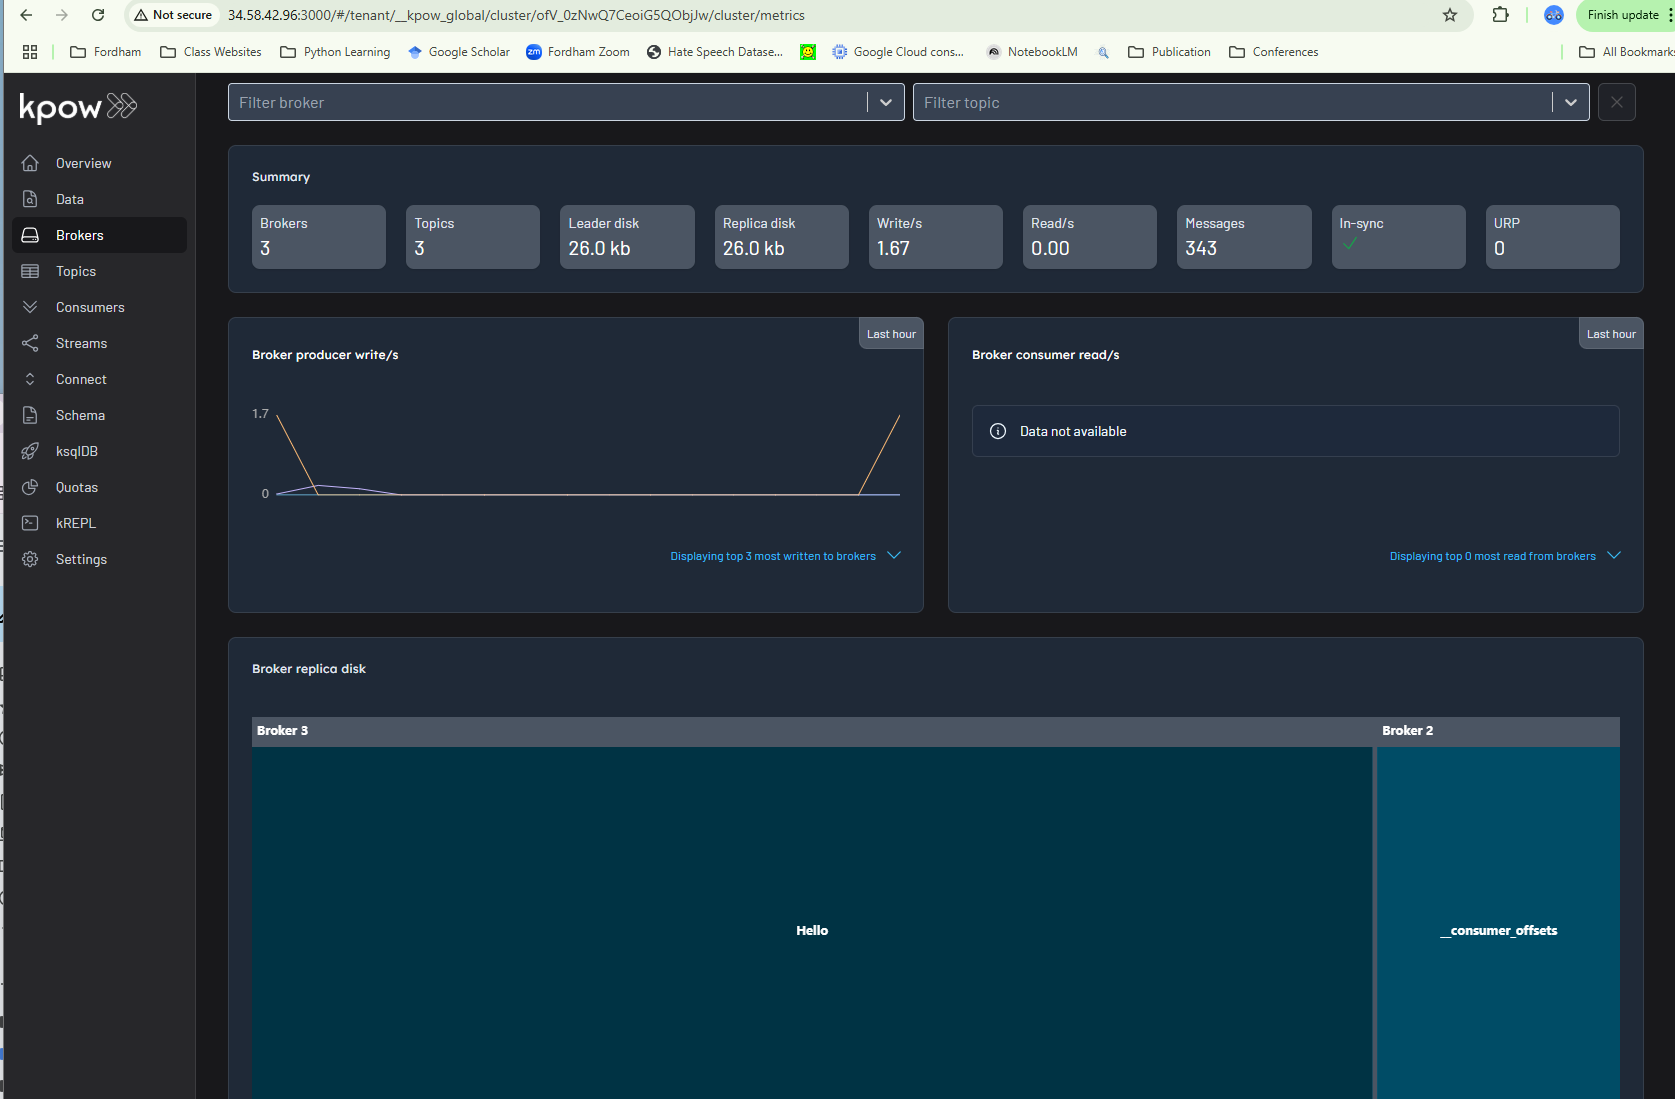 Not secure
34.58.42.96:3000/#/tenant/__kpow_global/cluster/ofV_0zNwQ7CeoiG5QObjJw/cluster/metrics
Finish update
Fordham
Class Websites
Python Learning
Google Scholar
zm Fordham Zoom
Hate Speech Datase...
Google Cloud cons...
NotebookLM
Publication
Conferences
All Bookmarks
kpow
Overview
Data
Brokers
Topics
Consumers
Streams
Connect
Schema
ksqlDB
Quotas
kREPL
Settings
Filter broker
Filter topic
Summary
Brokers
3
Topics
3
Leader disk
26.0 kb
Replica disk
26.0 kb
Write/s
1.67
Read/s
0.00
Messages
343
In-sync
URP
0
Last hour
Broker producer write/s
1.7
0
Displaying top 3 most written to brokers
Last hour
Broker consumer read/s
Data not available
Displaying top 0 most read from brokers
Broker replica disk
Broker 3
Broker 2
Hello
__consumer_offsets